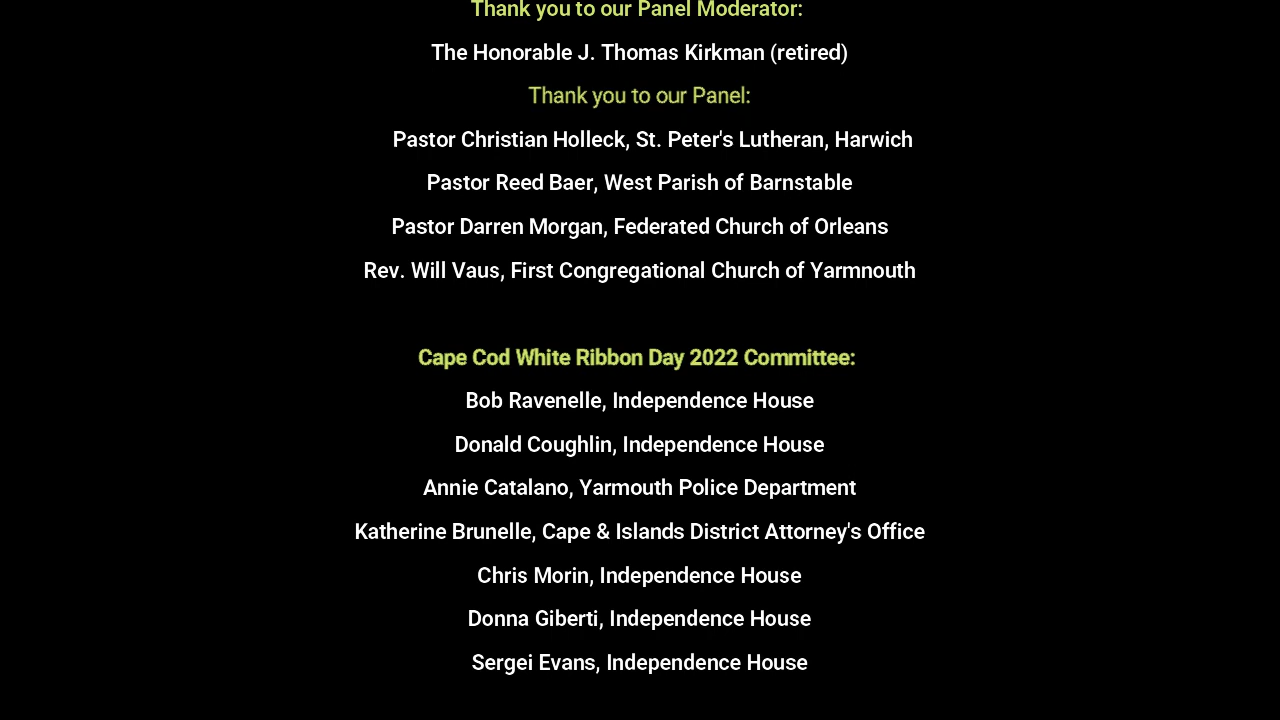 Thank you to our Panel Moderator:
The Honorable J. Thomas Kirkman (retired)
Thank you to our Panel:
Pastor Christian Holleck, St. Peter's Lutheran, Harwich
Pastor Reed Baer, West Parish of Barnstable
Pastor Darren Morgan, Federated Church of Orleans
Rev. Will Vaus, First Congregational Church of Yarmnouth
Cape Cod White Ribbon Day 2022 Committee:
Bob Ravenelle, Independence House
Donald Coughlin, Independence House
Annie Catalano, Yarmouth Police Department
Katherine Brunelle, Cape & Islands District Attorney's Office
Chris Morin, Independence House
Donna Giberti, Independence House
Sergei Evans, Independence House